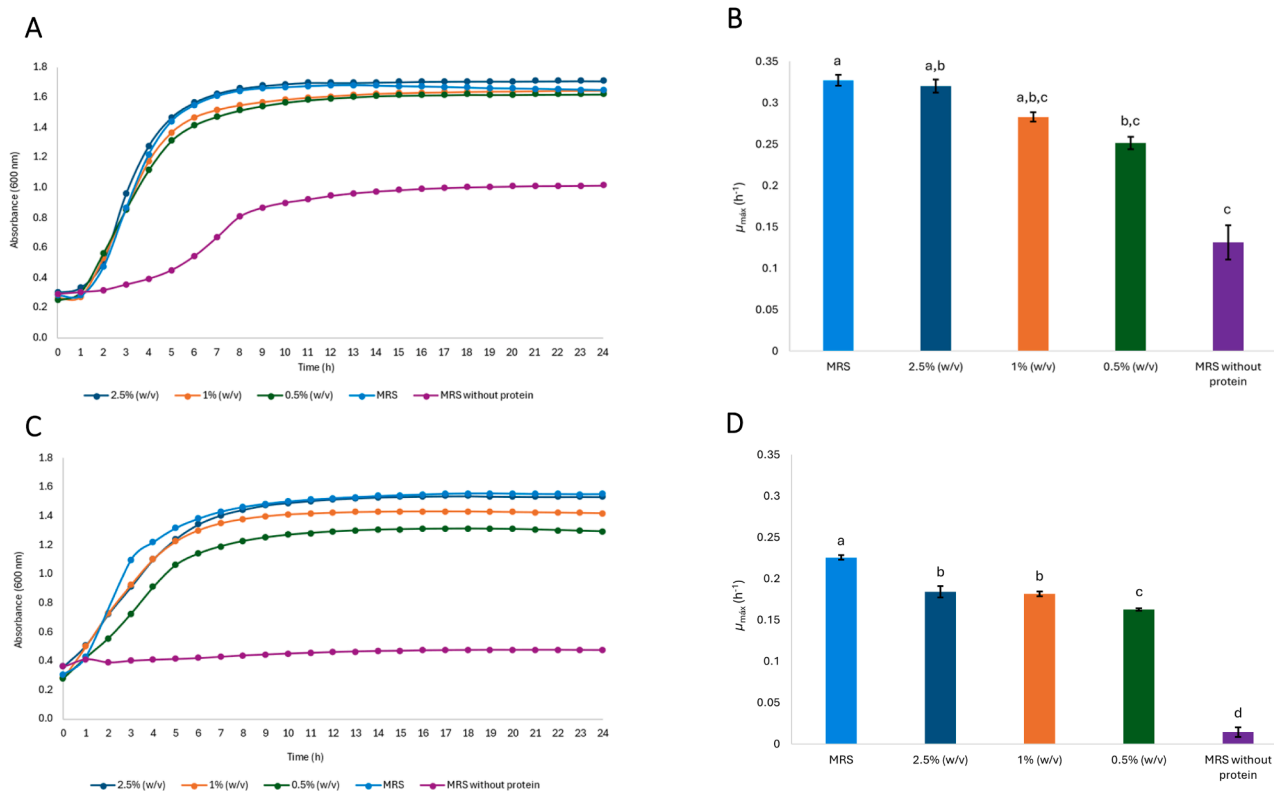 A
1.8
1.6
1.4
1.2
1.0
0.8
0.6
0.4
0.2
0.0
Absorbance (600 nm)
0 1 2 3 4 5 6 7 8 9 10 11 12 13 14 15 16 17 18 19 20 21 22 23 24
Time (h)
2.5% (w/v) 1% (w/v) 0.5% (w/v) MRS MRS without protein
B
0.35
0.3
0.25
0.2
0.15
0.1
0.05
0
μmáx (h-1)
a
a,b
a,b,c
b,c
c
MRS 2.5% (w/v) 1% (w/v) 0.5% (w/v) MRS without
protein
C
1.8
1.6
1.4
1.2
1.0
0.8
0.6
0.4
0.2
0.0
Absorbance (600 nm)
0 1 2 3 4 5 6 7 8 9 10 11 12 13 14 15 16 17 18 19 20 21 22 23 24
Time (h)
2.5% (w/v) 1% (w/v) 0.5% (w/v) MRS MRS without protein
D
0.35
0.3
0.25
0.2
0.15
0.1
0.05
0
μmáx (h-1)
a
b
b
c
d
MRS 2.5% (w/v) 1% (w/v) 0.5% (w/v) MRS without
protein